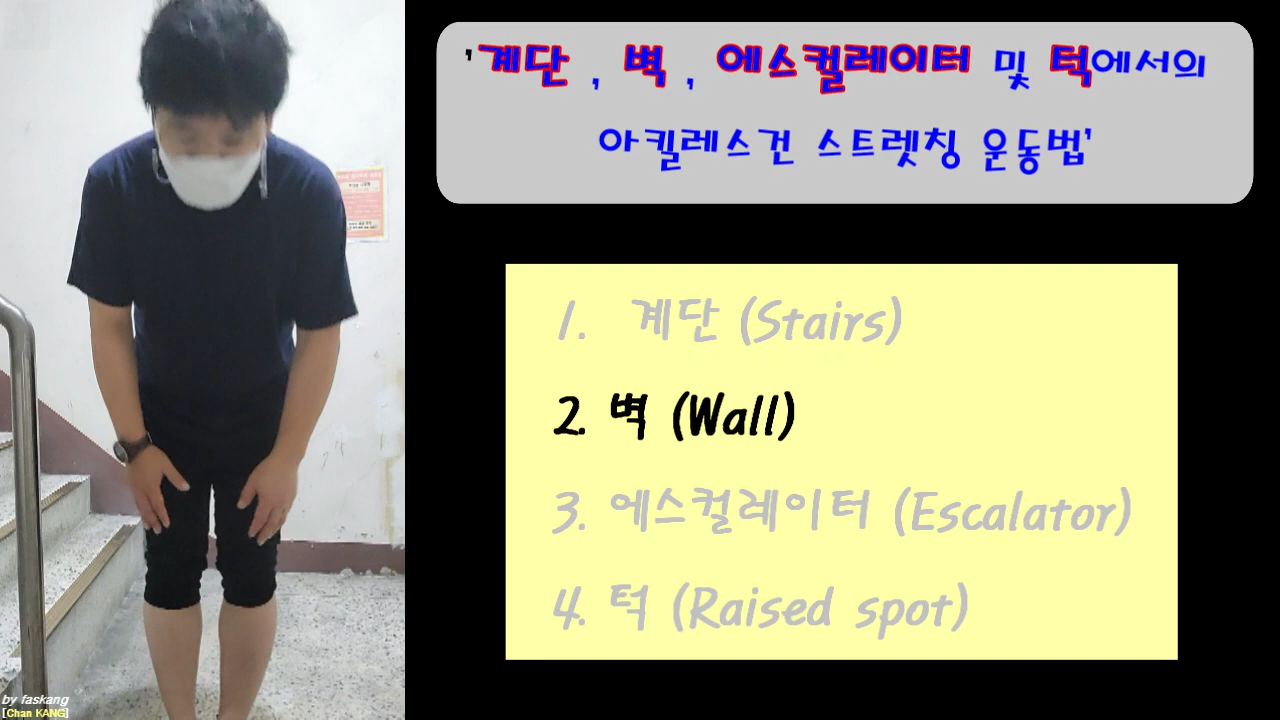 '계단 , 벽 , 에스컬레이터 및 턱에서의
아킬레스건 스트렛칭 운동법'
1. 계단 (Stairs)
2. 벽 (Wall)
3. 에스컬레이터 (Escalator)
4. 턱 (Raised spot)
by faskang
[Chan KANG]